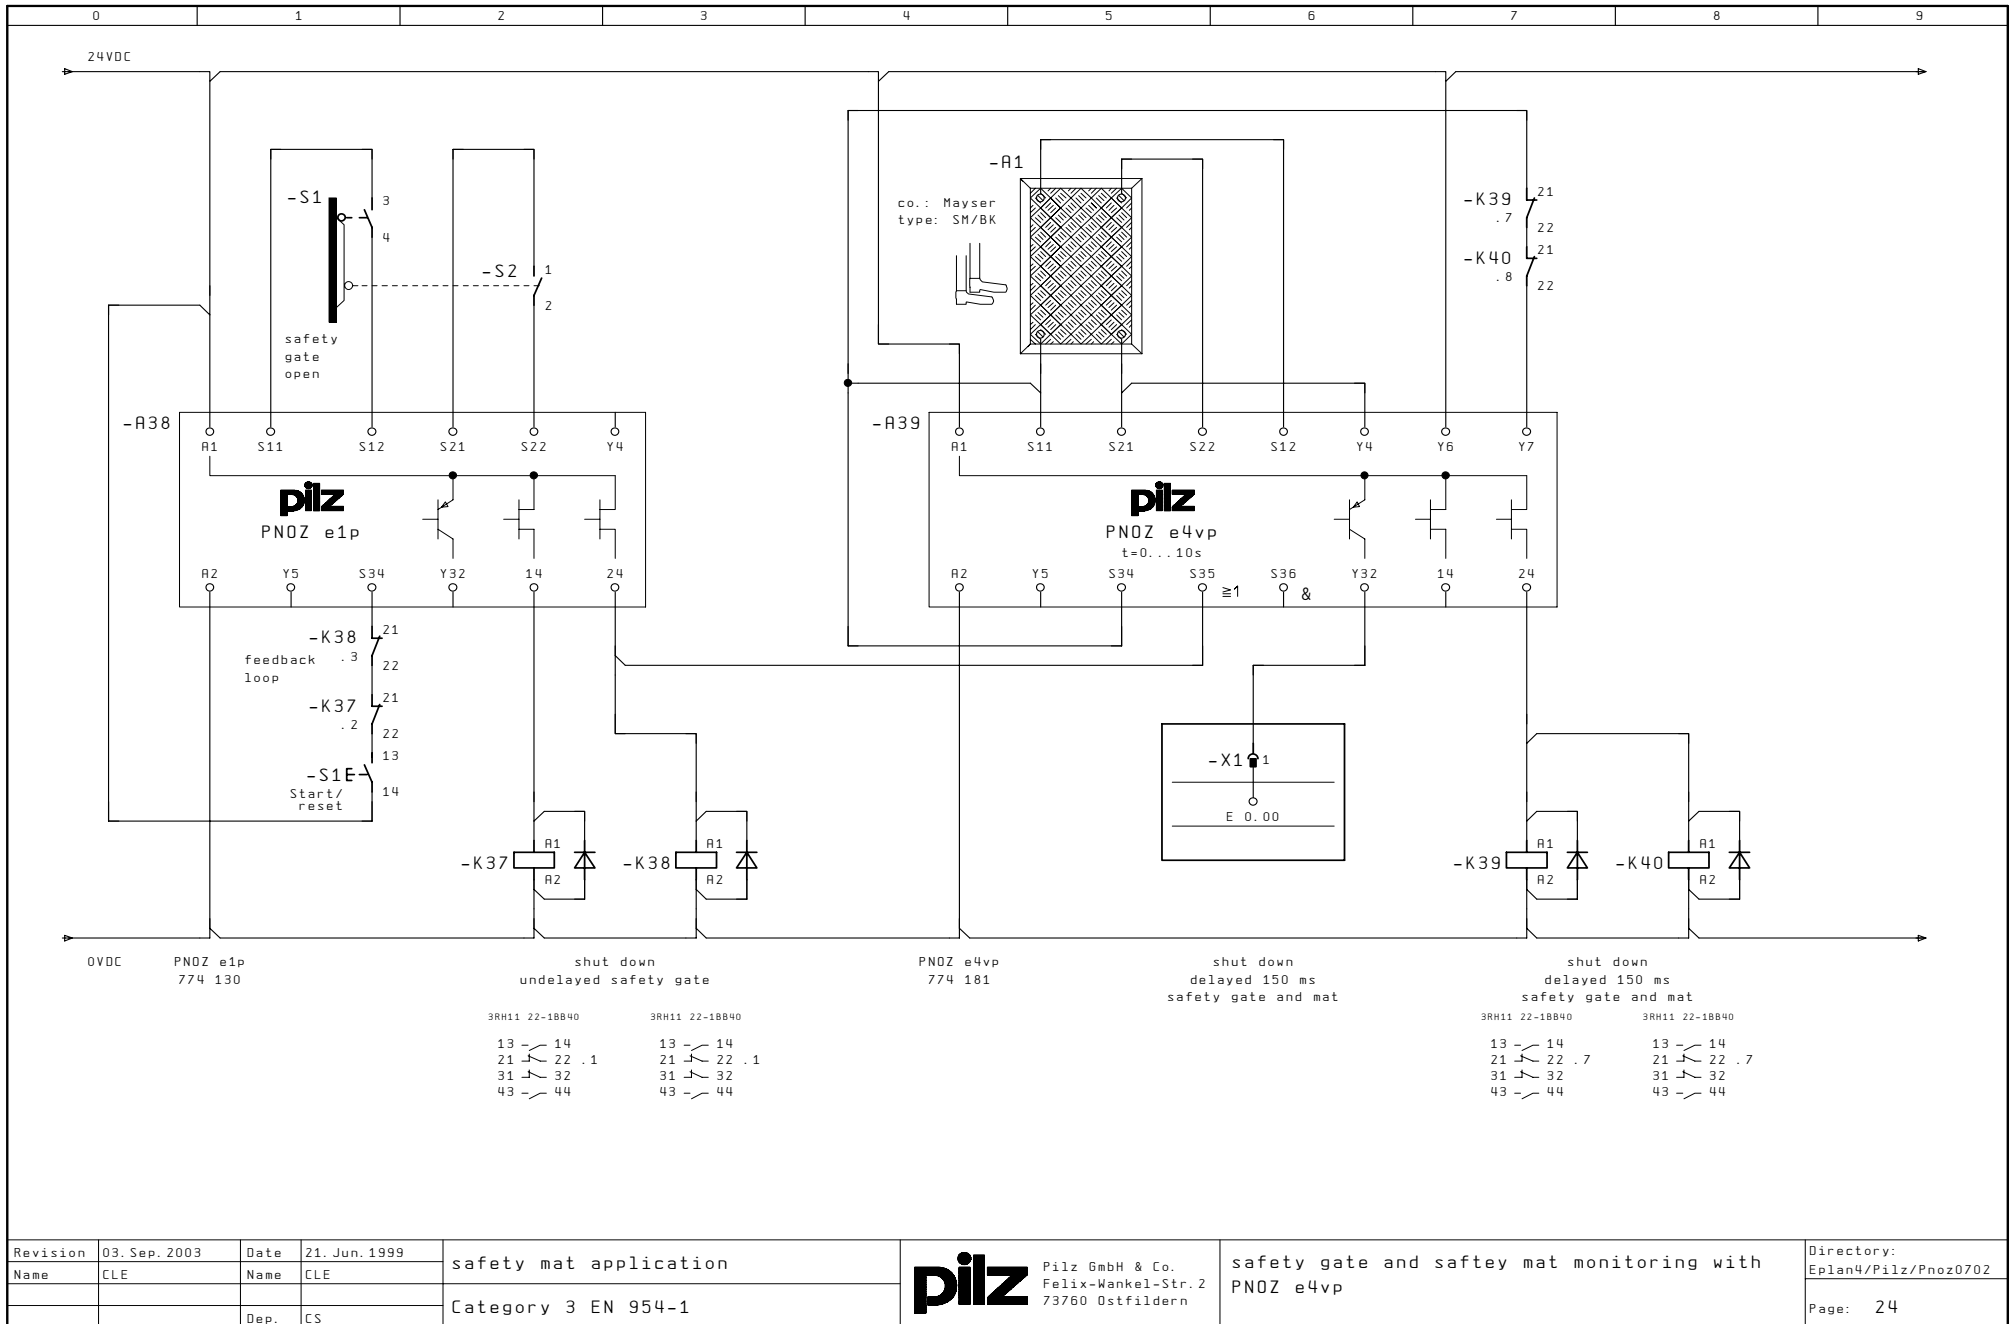 0 1 2 3 4 5 6 7 8 9
24VDC
-S1
3
4
-S2
1
2
safety
gate
open
-A1
co.: Mayser
type: SM/BK
-K39
.7
21
22
-K40
.8
21
22
-A38
A1 S11 S12 S21 S22 Y4
pilz
PNOZ e1p
A2 Y5 S34 Y32 14 24
-A39
A1 S11 S21 S22 S12 Y4 Y6 Y7
pilz
PNOZ e4vp
t=0...10s
A2 Y5 S34 S35 ≧1 S36 & Y32 14 24
-K38
.3
21
22
feedback
loop
-K37
.2
21
22
-S1
13
14
Start/
reset
-X1 1
E 0.00
-K37
A1
A2
-K38
A1
A2
-K39
A1
A2
-K40
A1
A2
0VDC
PNOZ e1p
774 130
shut down
undelayed safety gate
PNOZ e4vp
774 181
shut down
delayed 150 ms
safety gate and mat
shut down
delayed 150 ms
safety gate and mat
3RH11 22-1BB40
13 14
21 22 .1
31 32
43 44
3RH11 22-1BB40
13 14
21 22 .1
31 32
43 44
3RH11 22-1BB40
13 14
21 22 .7
31 32
43 44
3RH11 22-1BB40
13 14
21 22 .7
31 32
43 44
Revision 03.Sep.2003 Date 21.Jun.1999
Name CLE Name CLE
Dep. CS
safety mat application
Category 3 EN 954-1
pilz
Pilz GmbH & Co.
Felix-Wankel-Str.2
73760 Ostfildern
safety gate and saftey mat monitoring with
PNOZ e4vp
Directory:
Eplan4/Pilz/Pnoz0702
Page: 24